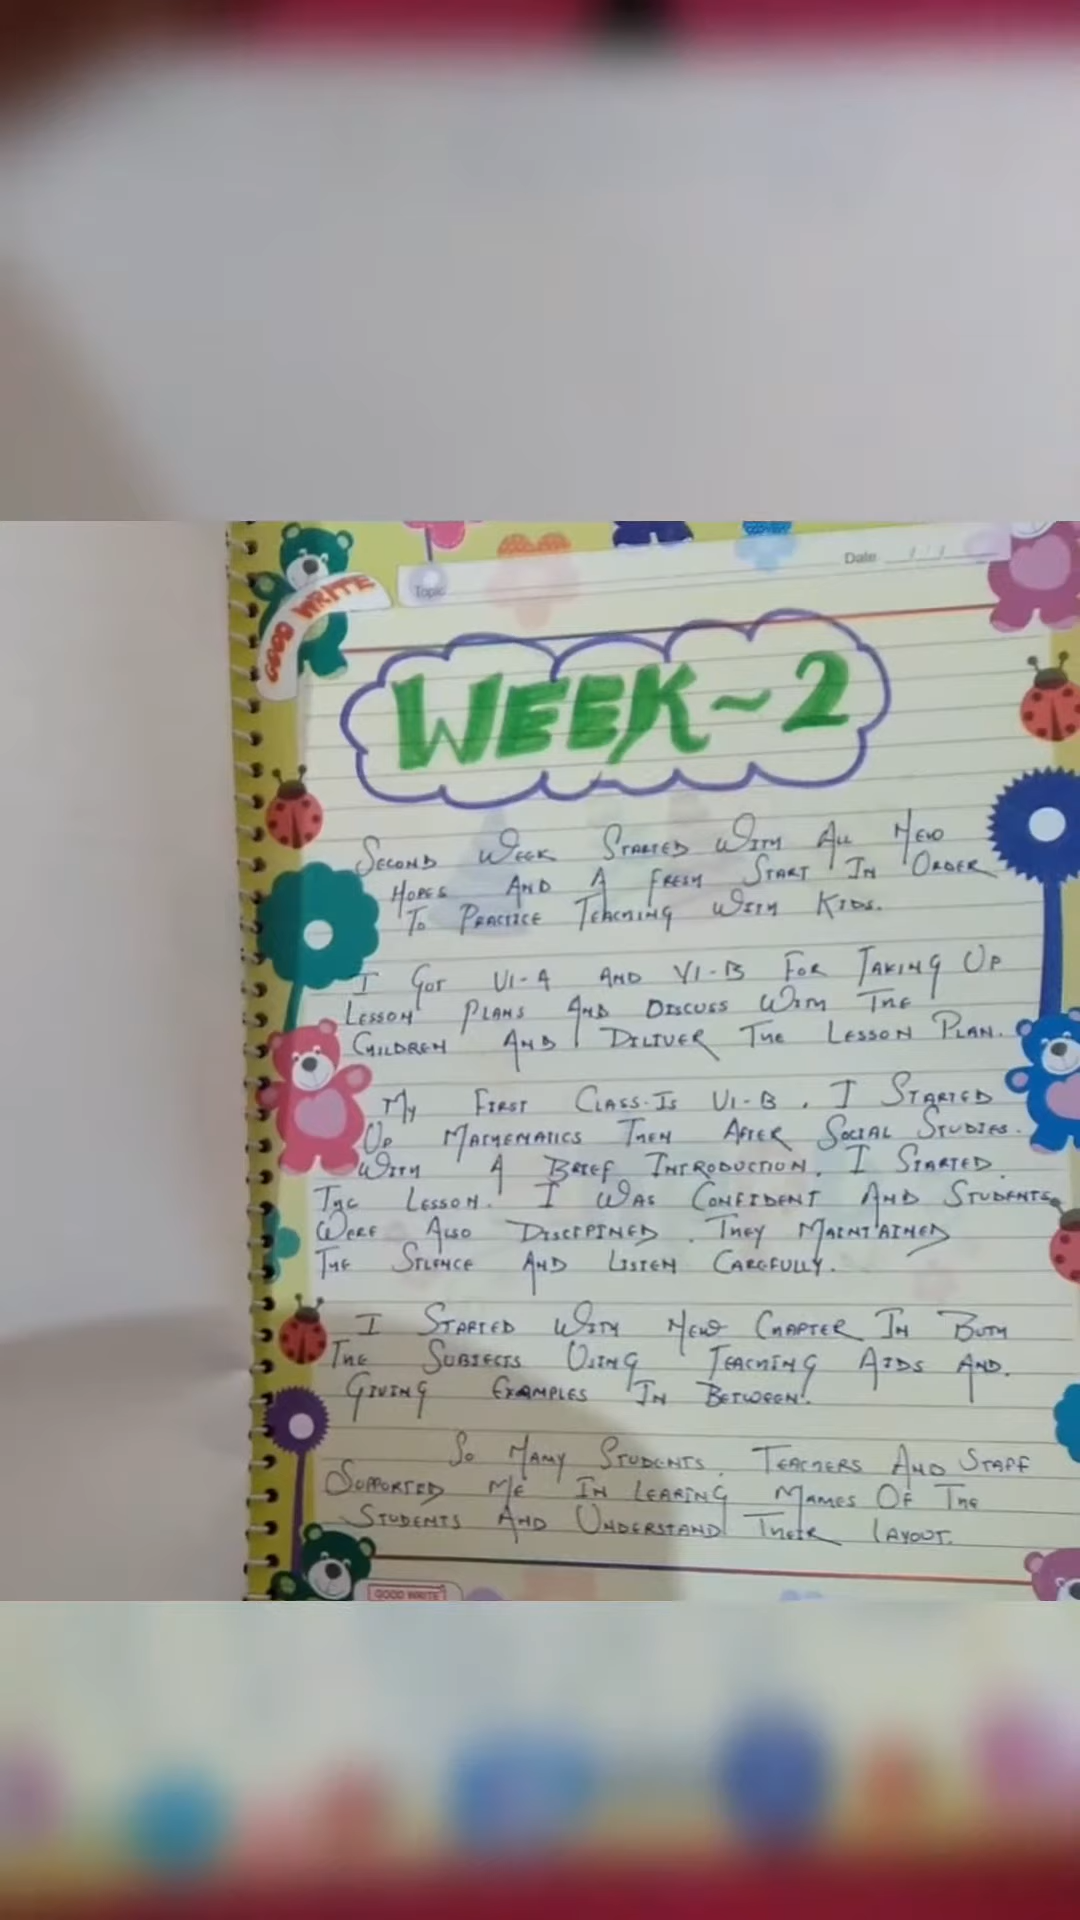 GOOD WRITE
Topic
Date / /
WEEK~2
SECOND WEEK STARTED WITH ALL NEW
HOPES AND A FRESH START IN ORDER
TO PRACTICE TEACHING WITH KIDS.
I GOT VI-A AND VI-B FOR TAKING UP
LESSON PLANS AND DISCUSS WITH THE
CHILDREN AND DILIVER THE LESSON PLAN.
MY FIRST CLASS IS VI-B. I STARTED
UP MATHEMATICS THEN AFTER SOCIAL STUDIES.
WITH A BRIEF INTRODUCTION. I STARTED
THE LESSON. I WAS CONFIDENT AND STUDENTS
WERE ALSO DISCIPINED. THEY MAINTAINED
THE SILENCE AND LISTEN CAREFULLY.
I STARTED WITH NEW CHAPTER IN BOTH
THE SUBJECTS USING TEACHING AIDS AND.
GIVING EXAMPLES IN BETWEEN.
SO MANY STUDENTS, TEACHERS AND STAFF
SUPPORTED ME IN LEARING NAMES OF THE
STUDENTS AND UNDERSTAND THEIR LAYOUT.
GOOD WRITE